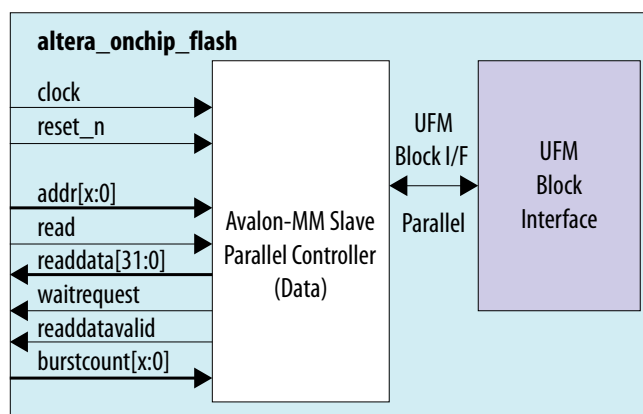 altera_onchip_flash
clock
reset_n
addr[x:0]
read
readdata[31:0]
waitrequest
readdatavalid
burstcount[x:0]
Avalon-MM Slave
Parallel Controller
(Data)
UFM
Block I/F
Parallel
UFM
Block
Interface